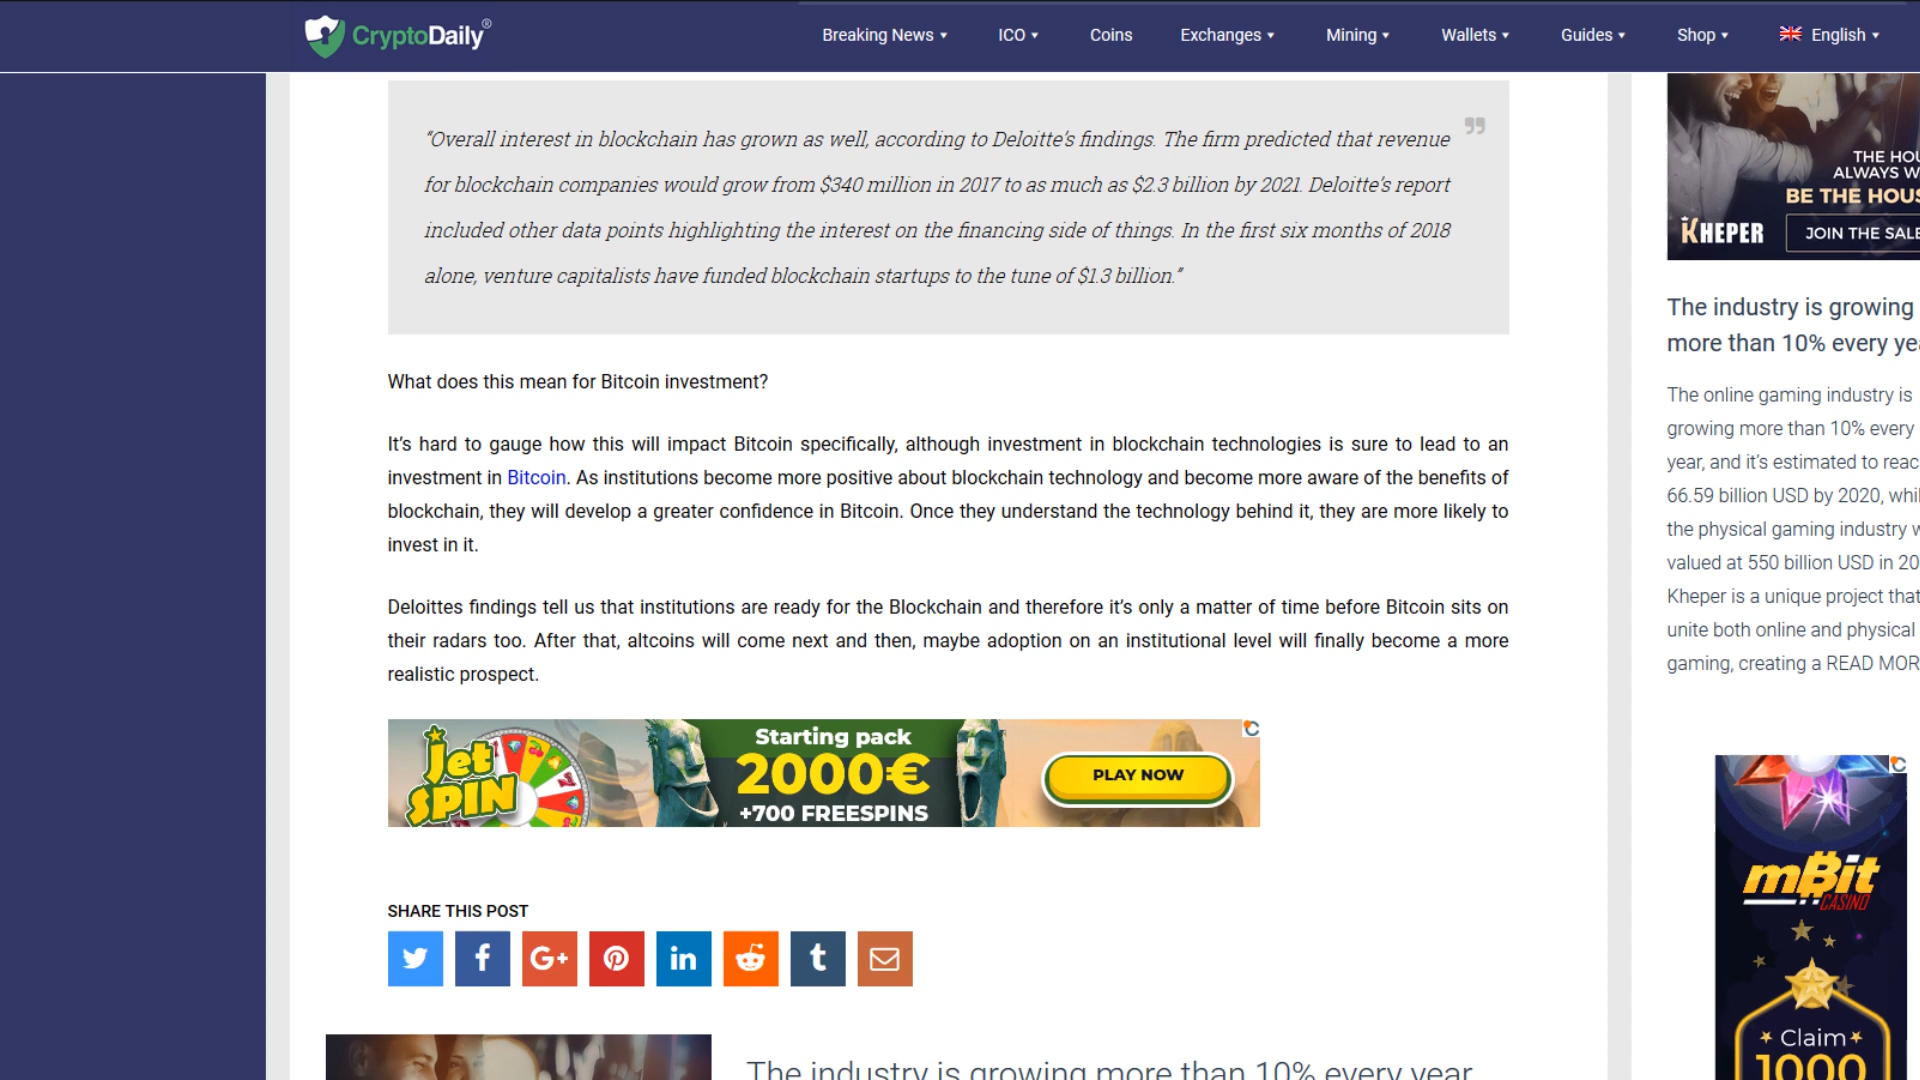 CryptoDaily®
Breaking News ICO Coins Exchanges Mining Wallets Guides Shop English
“Overall interest in blockchain has grown as well, according to Deloitte’s findings. The firm predicted that revenue
for blockchain companies would grow from $340 million in 2017 to as much as $2.3 billion by 2021. Deloitte’s report
included other data points highlighting the interest on the financing side of things. In the first six months of 2018
alone, venture capitalists have funded blockchain startups to the tune of $1.3 billion.”
What does this mean for Bitcoin investment?
It’s hard to gauge how this will impact Bitcoin specifically, although investment in blockchain technologies is sure to lead to an
investment in Bitcoin. As institutions become more positive about blockchain technology and become more aware of the benefits of
blockchain, they will develop a greater confidence in Bitcoin. Once they understand the technology behind it, they are more likely to
invest in it.
Deloittes findings tell us that institutions are ready for the Blockchain and therefore it’s only a matter of time before Bitcoin sits on
their radars too. After that, altcoins will come next and then, maybe adoption on an institutional level will finally become a more
realistic prospect.
Jet
SPIN
Starting pack
2000€
+700 FREESPINS
PLAY NOW
SHARE THIS POST
The industry is growing more than 10% every year
THE HOU
ALWAYS W
BE THE HOUS
KHEPER
JOIN THE SALE
The industry is growing
more than 10% every yea
The online gaming industry is
growing more than 10% every
year, and it’s estimated to reac
66.59 billion USD by 2020, whil
the physical gaming industry w
valued at 550 billion USD in 20
Kheper is a unique project that
unite both online and physical
gaming, creating a READ MOR
mBit
CASINO
Claim
1000